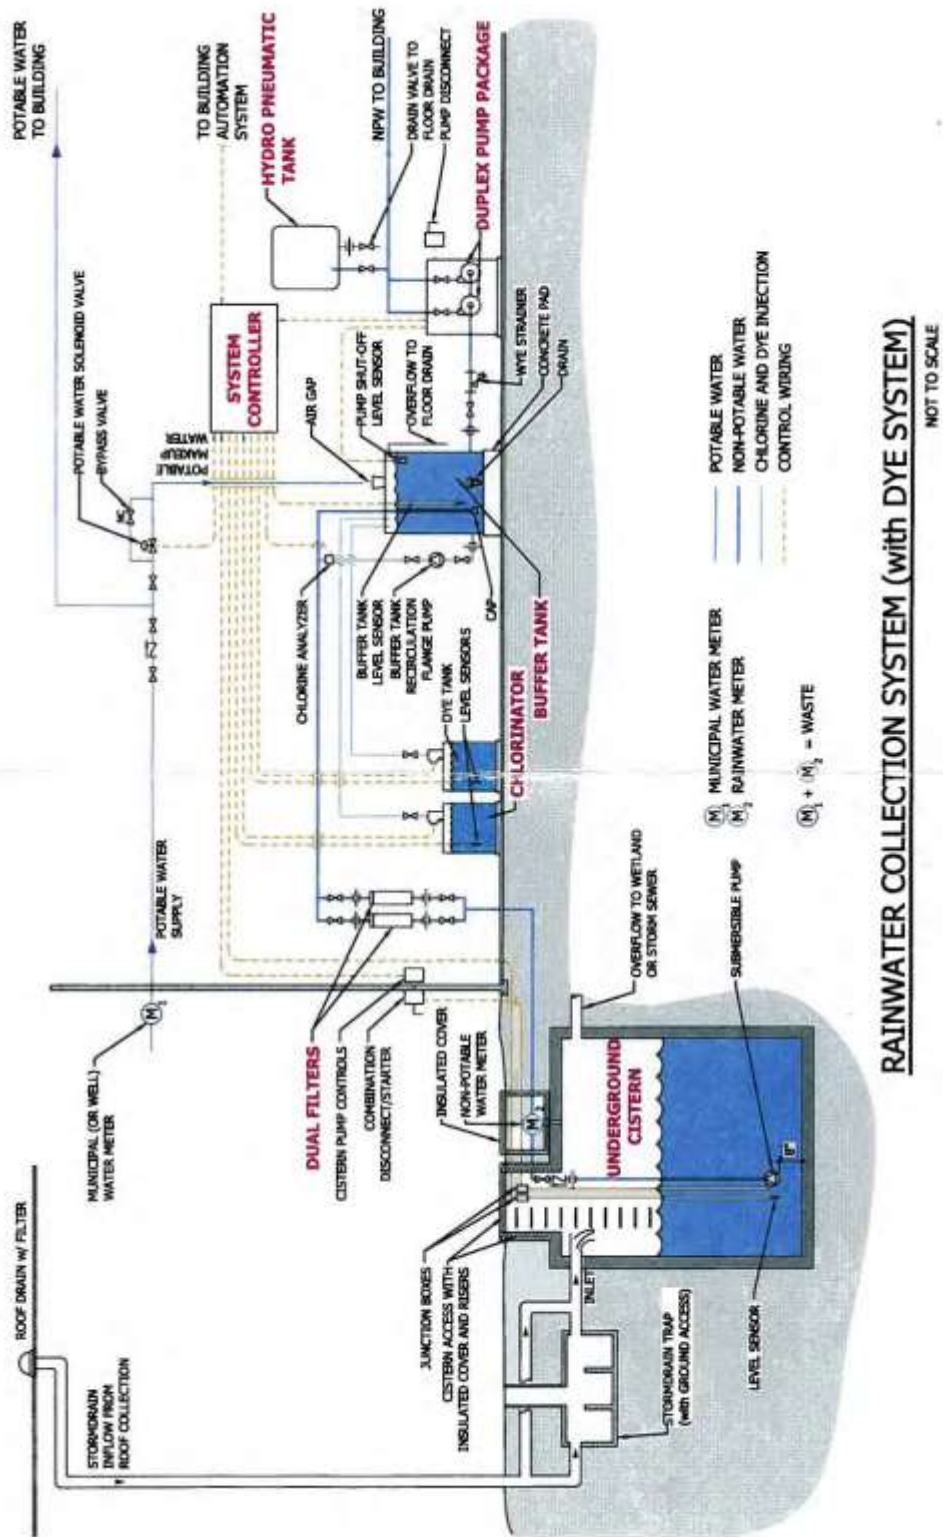 ROOF DRAIN w/ FILTER
STORMDRAIN
INFLOW FROM
ROOF COLLECTION
MUNICIPAL (OR WELL)
WATER METER
M1
POTABLE WATER
SUPPLY
POTABLE WATER SOLENOID VALVE
BYPASS VALVE
POTABLE WATER
TO BUILDING
TO BUILDING
AUTOMATION
SYSTEM
SYSTEM
CONTROLLER
POTABLE
MAKEUP
WATER
HYDRO PNEUMATIC
TANK
NPW TO BUILDING
DRAIN VALVE TO
FLOOR DRAIN
PUMP DISCONNECT
DUPLEX PUMP PACKAGE
AIR GAP
PUMP SHUT-OFF
LEVEL SENSOR
OVERFLOW TO
FLOOR DRAIN
WYE STRAINER
CONCRETE PAD
DRAIN
CHLORINE ANALYZER
BUFFER TANK
LEVEL SENSOR
BUFFER TANK
RECIRCULATION
FLANGE PUMP
CAP
DYE TANK
LEVEL SENSORS
CHLORINATOR
BUFFER TANK
DUAL FILTERS
CISTERN PUMP CONTROLS
COMBINATION
DISCONNECT/STARTER
INSULATED COVER
NON-POTABLE
WATER METER
M2
JUNCTION BOXES
CISTERN ACCESS WITH
INSULATED COVER AND RISERS
INLET
UNDERGROUND
CISTERN
OVERFLOW TO WETLAND
OR STORM SEWER
SUBMERSIBLE PUMP
8"
LEVEL SENSOR
STORMDRAIN TRAP
(with GROUND ACCESS)
M1 MUNICIPAL WATER METER
M2 RAINWATER METER
M1 + M2 = WASTE
POTABLE WATER
NON-POTABLE WATER
CHLORINE AND DYE INJECTION
CONTROL WIRING
RAINWATER COLLECTION SYSTEM (with DYE SYSTEM)
NOT TO SCALE